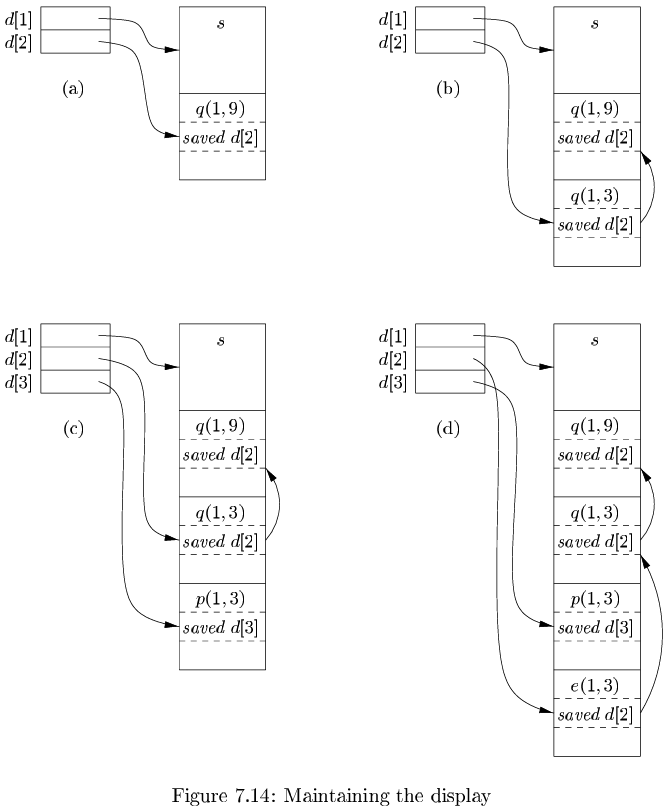 d[1]
d[2]
s
(a)
q(1,9)
saved d[2]
d[1]
d[2]
s
(b)
q(1,9)
saved d[2]
q(1,3)
saved d[2]
d[1]
d[2]
d[3]
s
(c)
q(1,9)
saved d[2]
q(1,3)
saved d[2]
p(1,3)
saved d[3]
d[1]
d[2]
d[3]
s
(d)
q(1,9)
saved d[2]
q(1,3)
saved d[2]
p(1,3)
saved d[3]
e(1,3)
saved d[2]
Figure 7.14: Maintaining the display